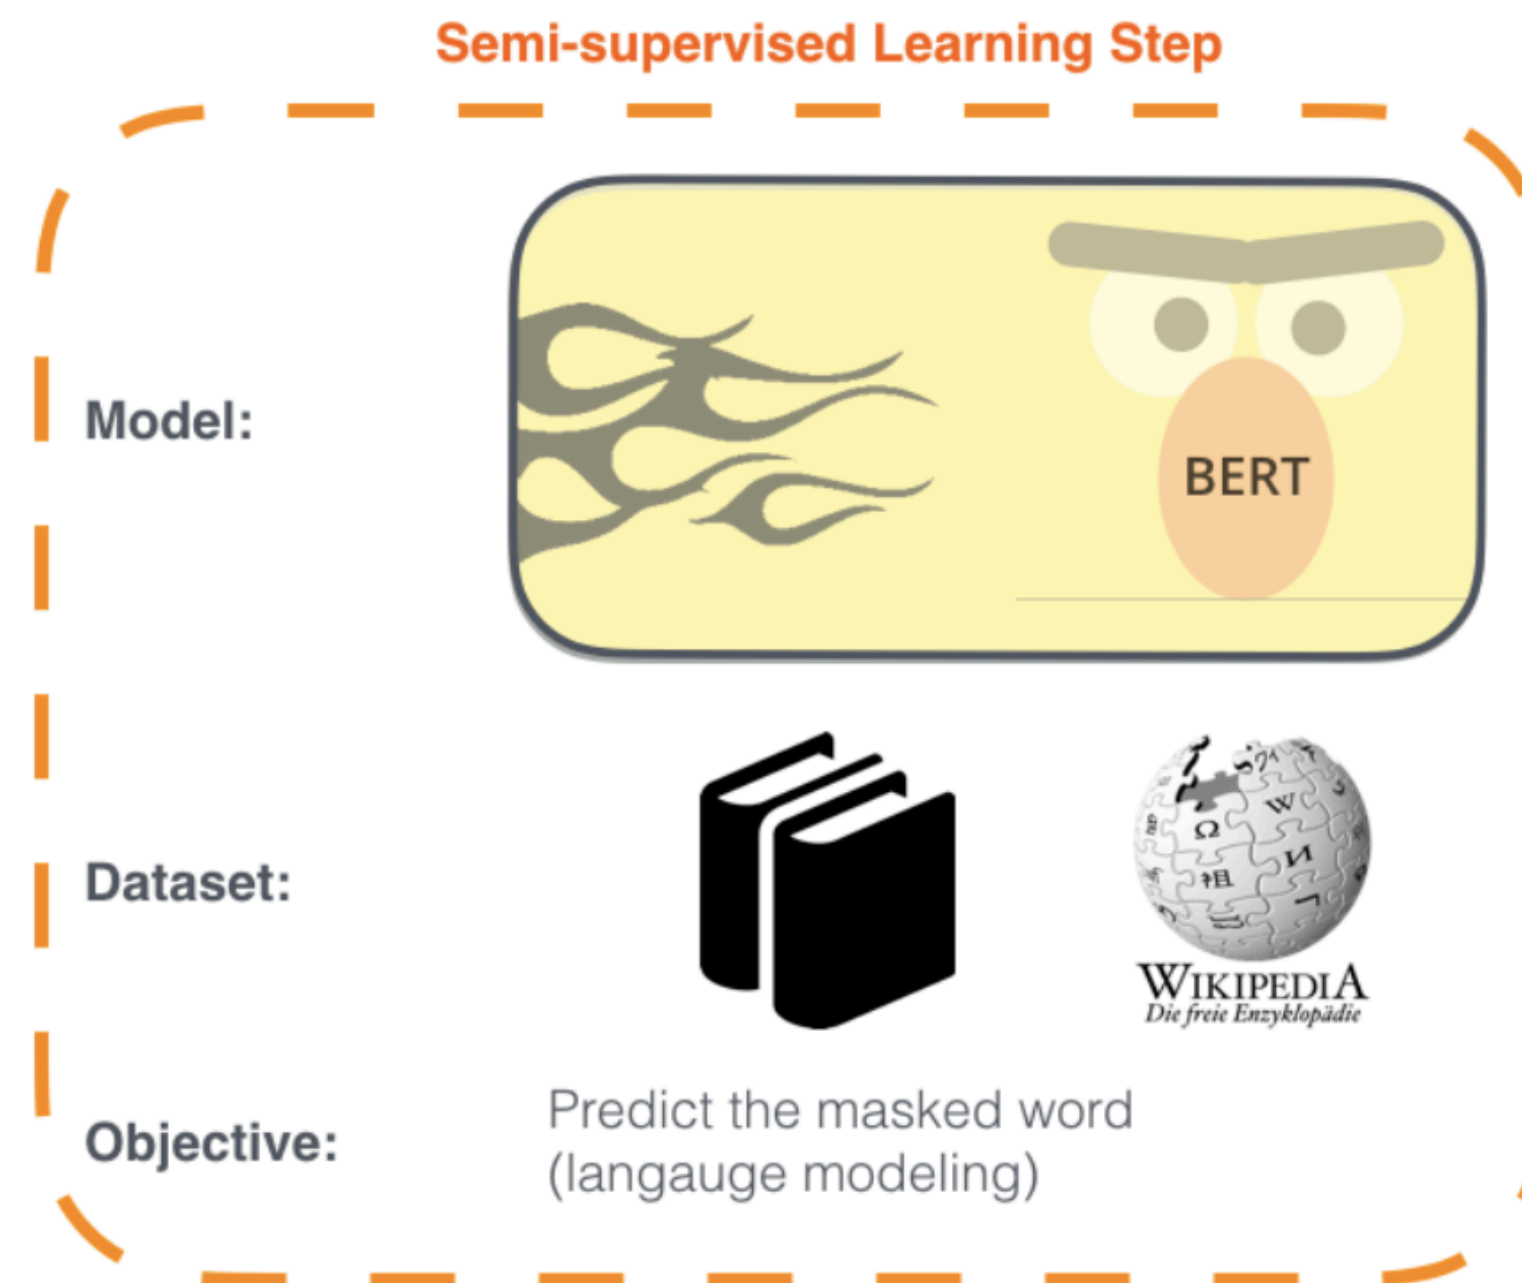 Semi-supervised Learning Step
Model:
BERT
Dataset:
WIKIPEDIA
Die freie Enzyklopädie
Objective:
Predict the masked word
(langauge modeling)